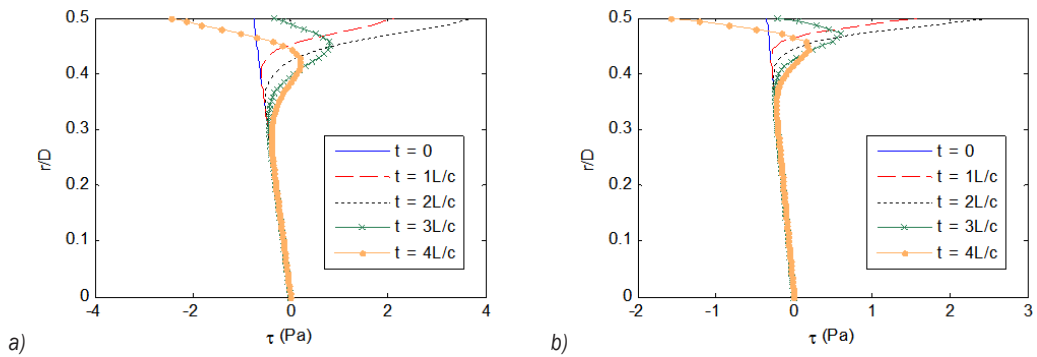 0.5
0.4
0.3
0.2
0.1
0
r/D
-4
-2
0
2
4
τ (Pa)
t = 0
t = 1L/c
t = 2L/c
t = 3L/c
t = 4L/c
a)
0.5
0.4
0.3
0.2
0.1
0
r/D
-2
-1
0
1
2
3
τ (Pa)
t = 0
t = 1L/c
t = 2L/c
t = 3L/c
t = 4L/c
b)